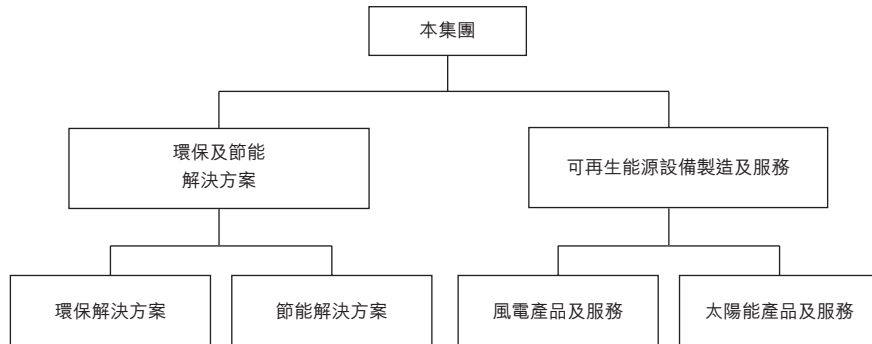 本集團
環保及節能
解決方案
可再生能源設備製造及服務
環保解決方案
節能解決方案
風電產品及服務
太陽能產品及服務